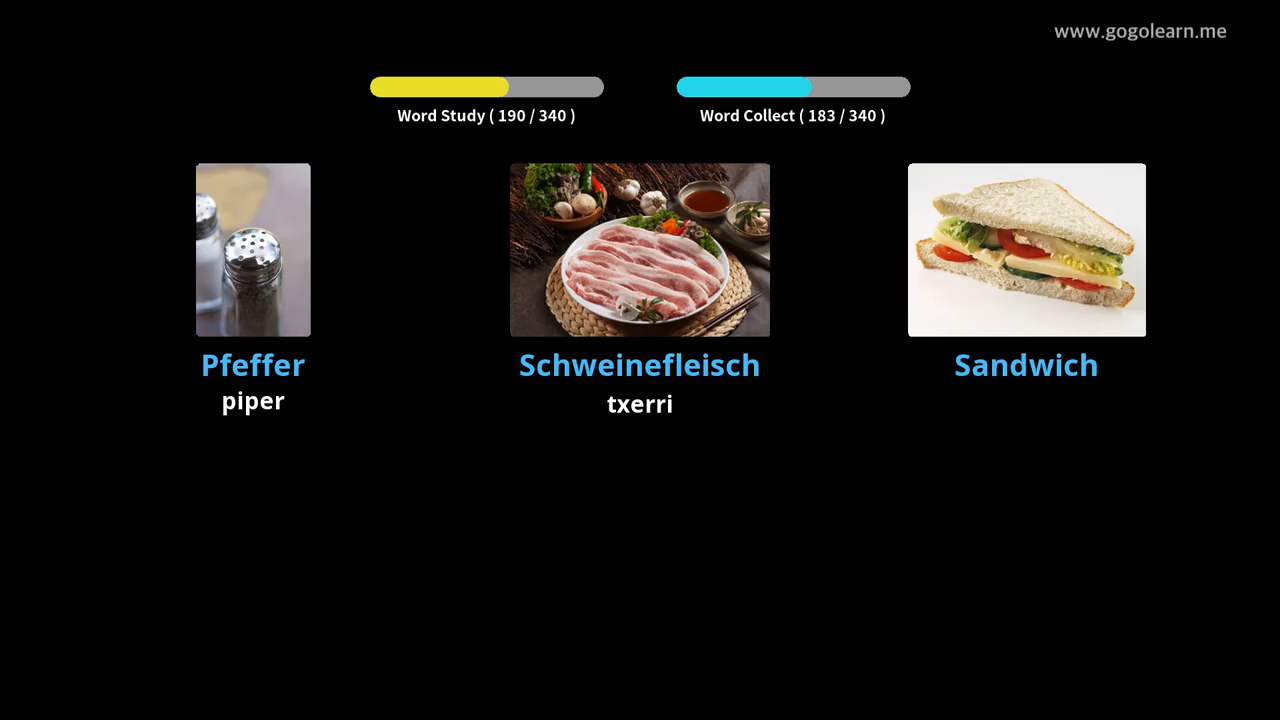 www.gogolearn.me
Word Study ( 190 / 340 )
Word Collect ( 183 / 340 )
Pfeffer
piper
Schweinefleisch
txerri
Sandwich